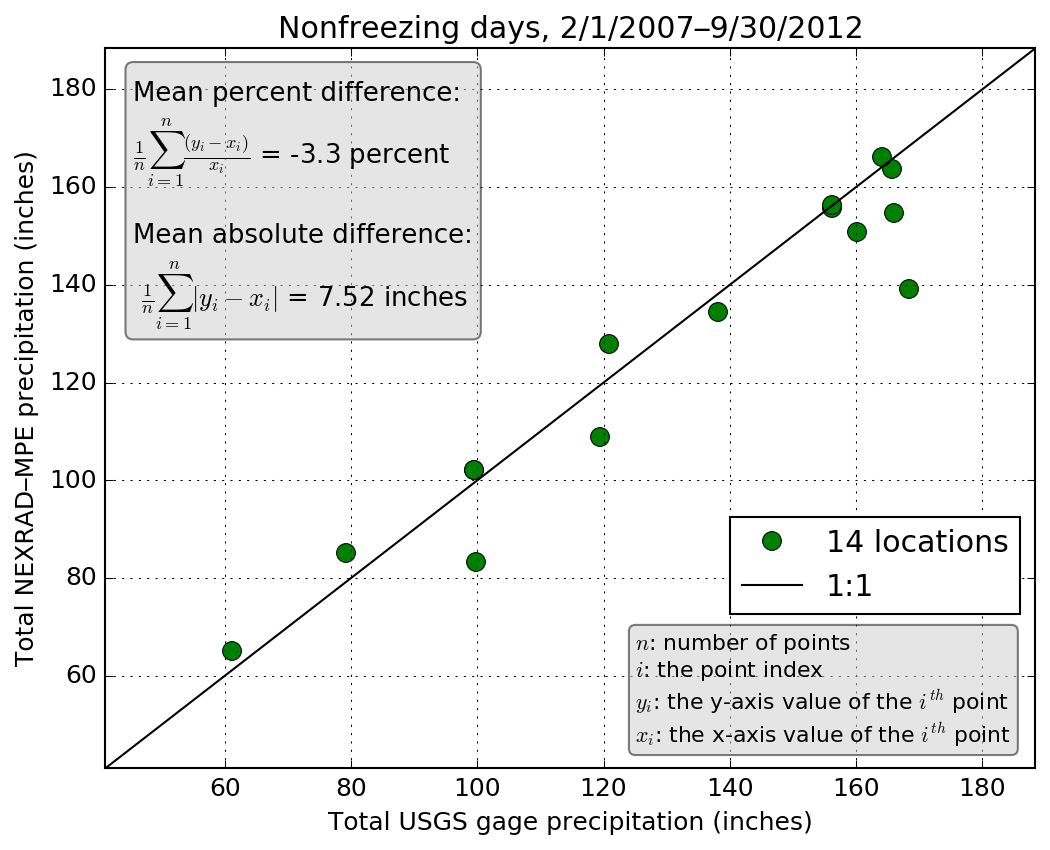 Nonfreezing days, 2/1/2007–9/30/2012
Total NEXRAD–MPE precipitation (inches)
180
160
140
120
100
80
60
Mean percent difference:
$\frac{1}{n}\sum_{i=1}^{n}\frac{(y_i-x_i)}{x_i}$ = -3.3 percent
Mean absolute difference:
$\frac{1}{n}\sum_{i=1}^{n}|y_i-x_i|$ = 7.52 inches
14 locations
1:1
n: number of points
i: the point index
$y_i$: the y-axis value of the $i^{th}$ point
$x_i$: the x-axis value of the $i^{th}$ point
60 80 100 120 140 160 180
Total USGS gage precipitation (inches)